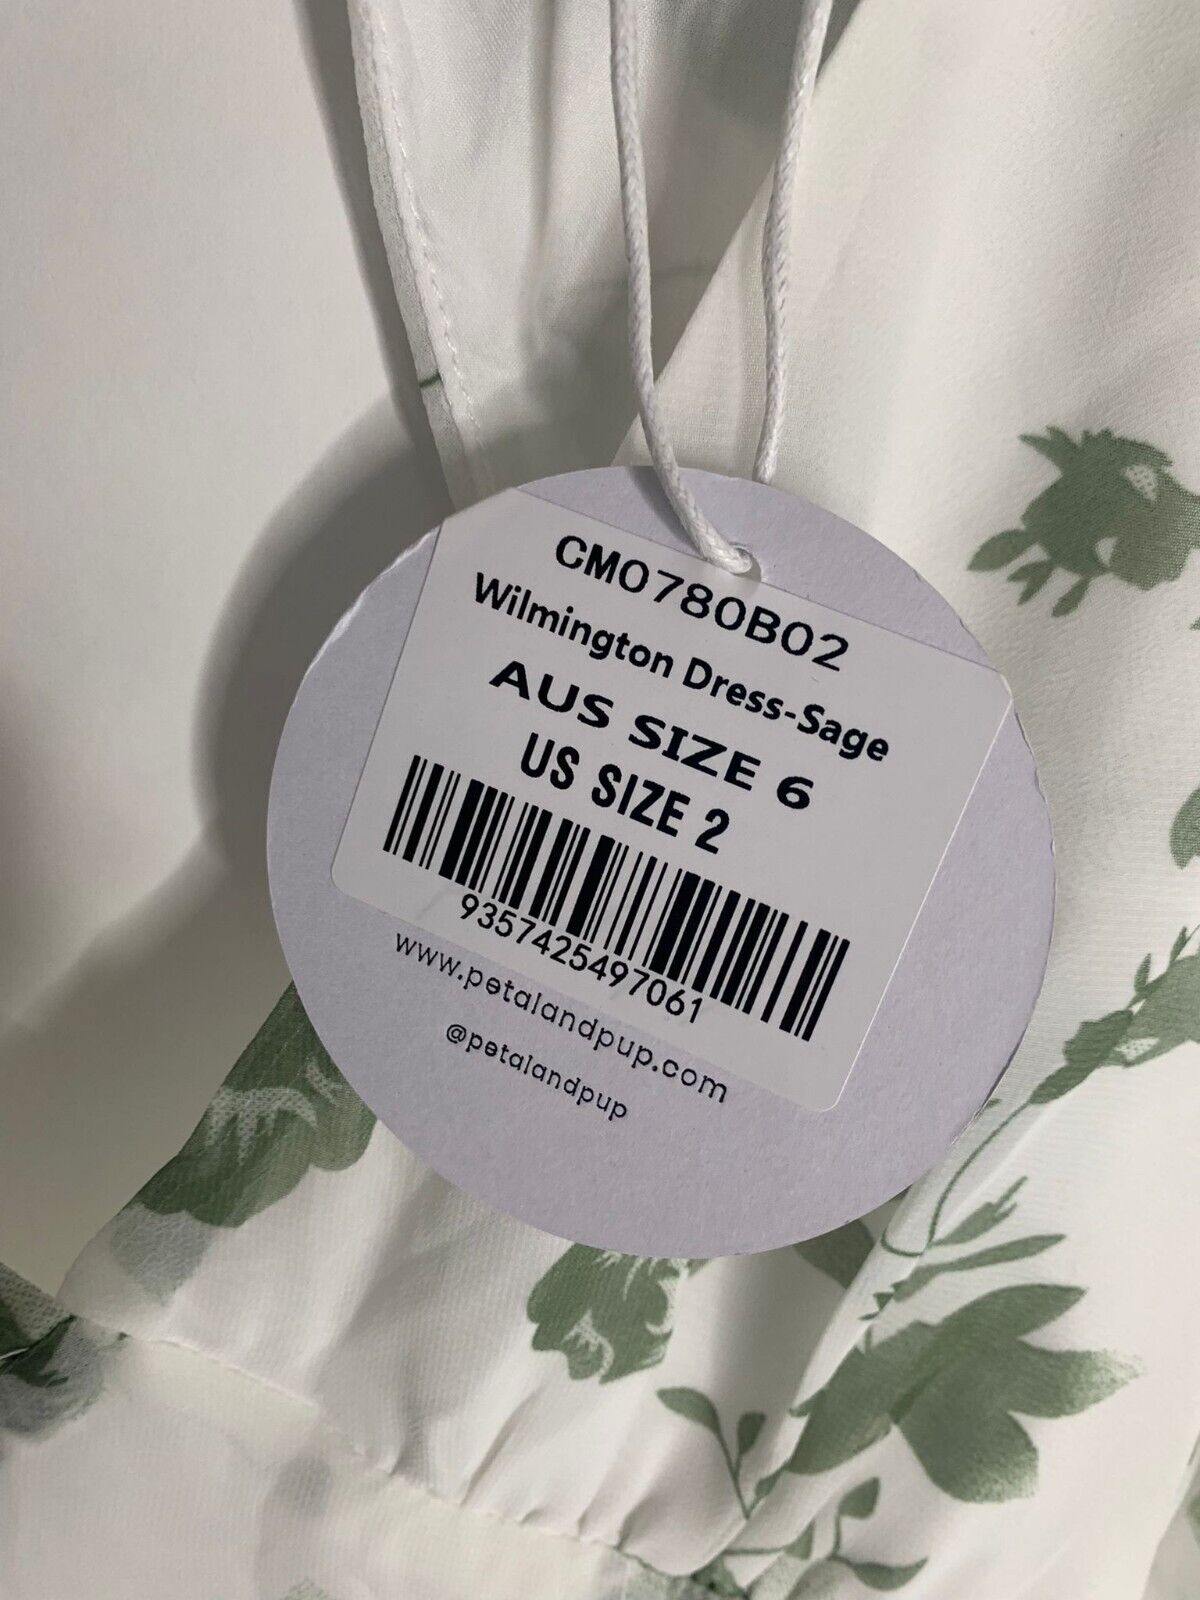 CM0780B02
Wilmington Dress-Sage
AUS SIZE 6
US SIZE 2
9357425497061
www.petalandpup.com
@petalandpup